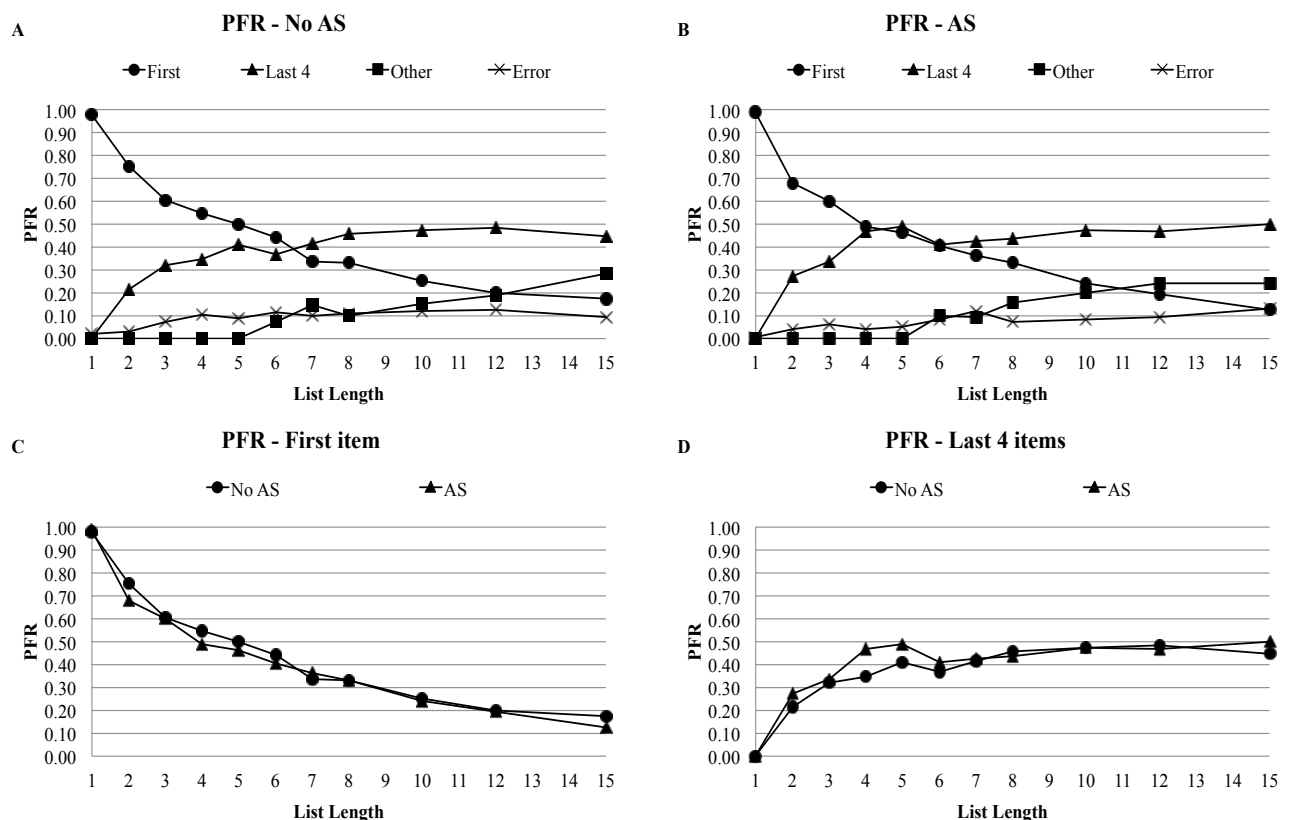 A
PFR - No AS
First Last 4 Other Error
1.00
0.90
0.80
0.70
0.60
0.50
0.40
0.30
0.20
0.10
0.00
PFR
1 2 3 4 5 6 7 8 9 10 11 12 13 14 15
List Length
B
PFR - AS
First Last 4 Other Error
1.00
0.90
0.80
0.70
0.60
0.50
0.40
0.30
0.20
0.10
0.00
PFR
1 2 3 4 5 6 7 8 9 10 11 12 13 14 15
List Length
C
PFR - First item
No AS AS
1.00
0.90
0.80
0.70
0.60
0.50
0.40
0.30
0.20
0.10
0.00
PFR
1 2 3 4 5 6 7 8 9 10 11 12 13 14 15
List Length
D
PFR - Last 4 items
No AS AS
1.00
0.90
0.80
0.70
0.60
0.50
0.40
0.30
0.20
0.10
0.00
PFR
1 2 3 4 5 6 7 8 9 10 11 12 13 14 15
List Length